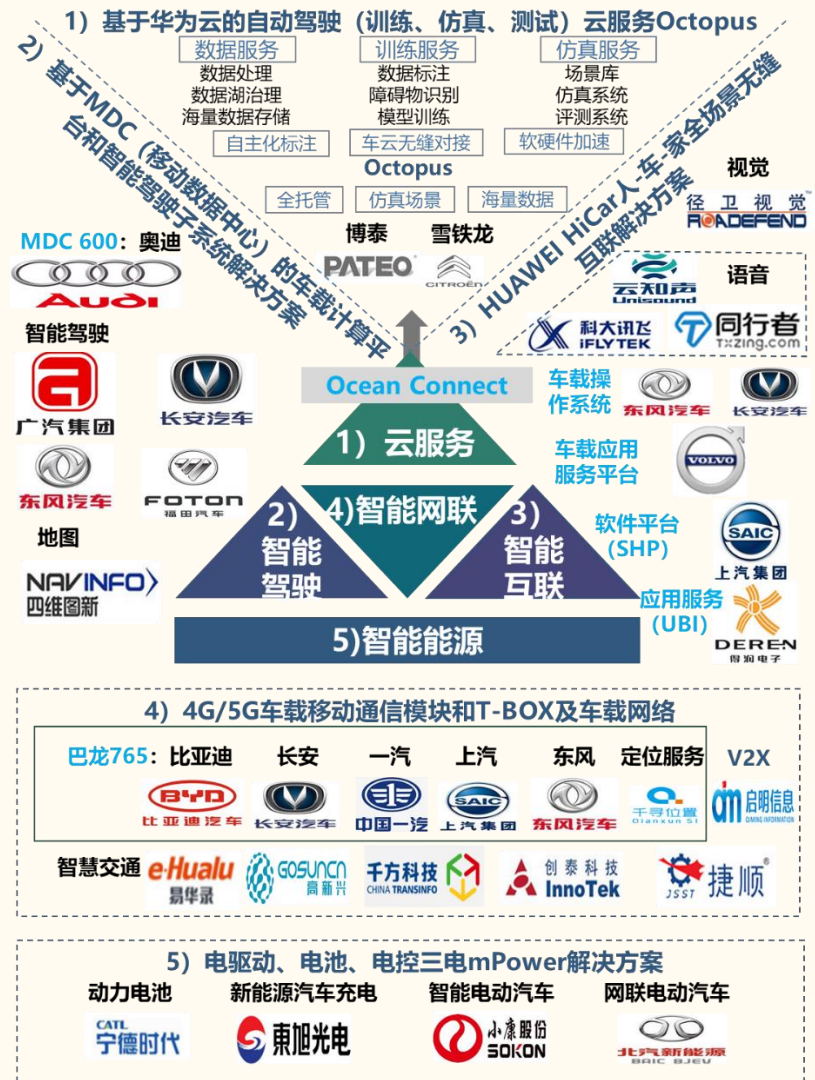 1）基于华为云的自动驾驶（训练、仿真、测试）云服务Octopus
数据服务 训练服务 仿真服务
数据处理 数据标注 场景库
数据湖治理 障碍物识别 仿真系统
海量数据存储 模型训练 评测系统
自主化标注 车云无缝对接 软硬件加速
Octopus
全托管 仿真场景 海量数据
2）基于MDC（移动数据中心）的车载计算平
台和智能驾驶子系统解决方案
3）HUAWEI HiCar人-车-家全场景无缝
互联解决方案
博泰 雪铁龙
PATEO CITROËN
视觉
径卫视觉
ROADEFEND
MDC 600：奥迪
Audi
云知声
Unisound
语音
科大讯飞
iFLYTEK
同行者
Txzing.com
智能驾驶
广汽集团
长安汽车
东风汽车
FOTON
福田汽车
地图
NAVINFO
四维图新
Ocean Connect
1）云服务
2）
智能
驾驶
4)智能网联
3）
智能
互联
5)智能能源
车载操
作系统
东风汽车
长安汽车
车载应用
服务平台
VOLVO
软件平台
（SHP）
SAIC
上汽集团
应用服务
（UBI）
DEREN
得润电子
4）4G/5G车载移动通信模块和T-BOX及车载网络
巴龙765：比亚迪 长安 一汽 上汽 东风 定位服务 V2X
BYD
比亚迪汽车
长安汽车
中国一汽
SAIC
上汽集团
东风汽车
千寻位置
Qianxun SI
启明信息
QIMING INFORMATION
智慧交通
e·Hualu
易华录
GOSUNCN
高新兴
千方科技
CHINA TRANSINFO
创泰科技
InnoTek
JSST
捷顺
5）电驱动、电池、电控三电mPower解决方案
动力电池 新能源汽车充电 智能电动汽车 网联电动汽车
CATL
宁德时代
東旭光电
小康股份
SOKON
北汽新能源
BAIC BJEV